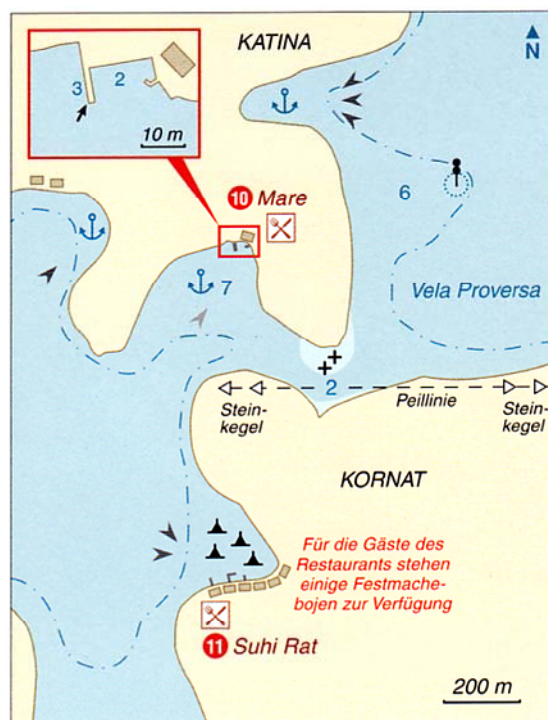 KATINA
N
3
2
10 m
6
10 Mare
7
Vela Proversa
2
Stein-
kegel
Peillinie
Stein-
kegel
KORNAT
Für die Gäste des
Restaurants stehen
einige Festmache-
bojen zur Verfügung
11 Suhi Rat
200 m